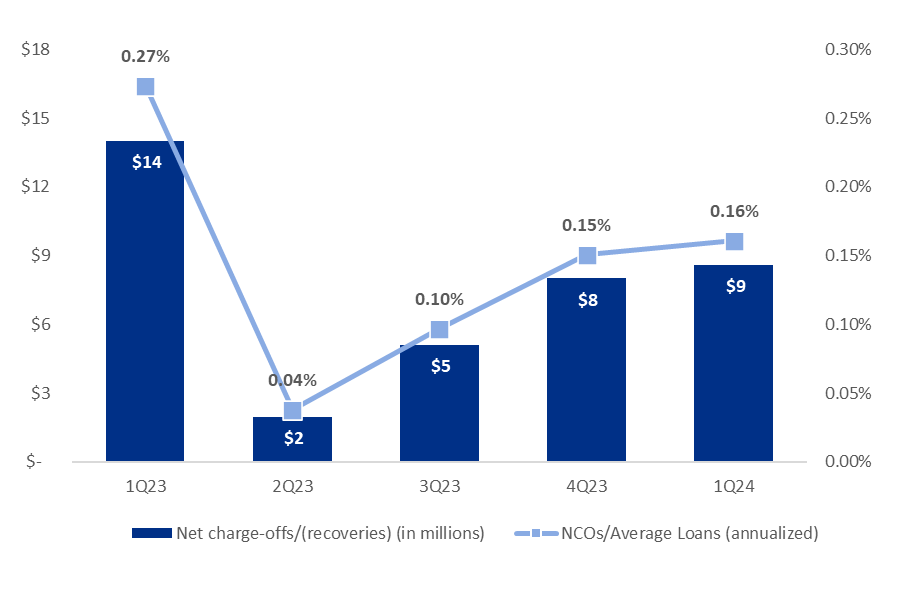 $18 0.27% 0.30%
$15 $14 0.25%
$12 0.20%
0.15% 0.16%
$9 $8 $9 0.15%
0.10%
$6 0.10%
$5
0.04%
$3 0.05%
$2
$- 0.00%
1Q23 2Q23 3Q23 4Q23 1Q24
Net charge-offs/(recoveries) (in millions) NCOs/Average Loans (annualized)